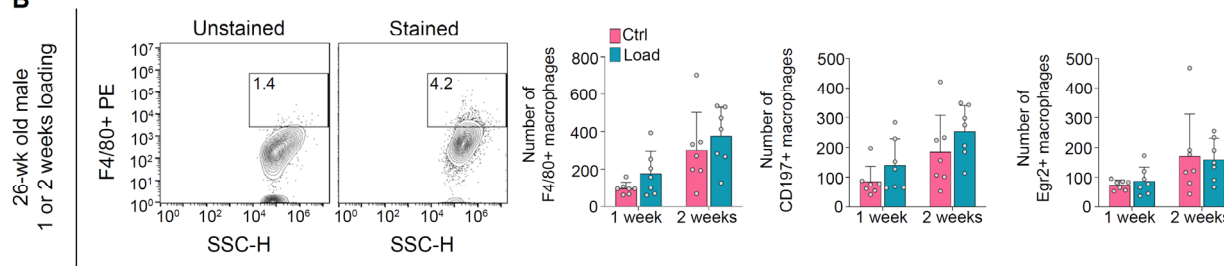 B
26-wk old male
1 or 2 weeks loading
Unstained
Stained
F4/80+ PE
10⁷
10⁶
10⁵
10⁴
10³
10²
10¹
10⁰
1.4
4.2
10⁰ 10² 10⁴ 10⁶
10⁰ 10² 10⁴ 10⁶
SSC-H
SSC-H
Ctrl
Load
Number of
F4/80+ macrophages
800
600
400
200
0
1 week 2 weeks
Number of
CD197+ macrophages
500
400
300
200
100
0
1 week 2 weeks
Number of
Egr2+ macrophages
500
400
300
200
100
0
1 week 2 weeks